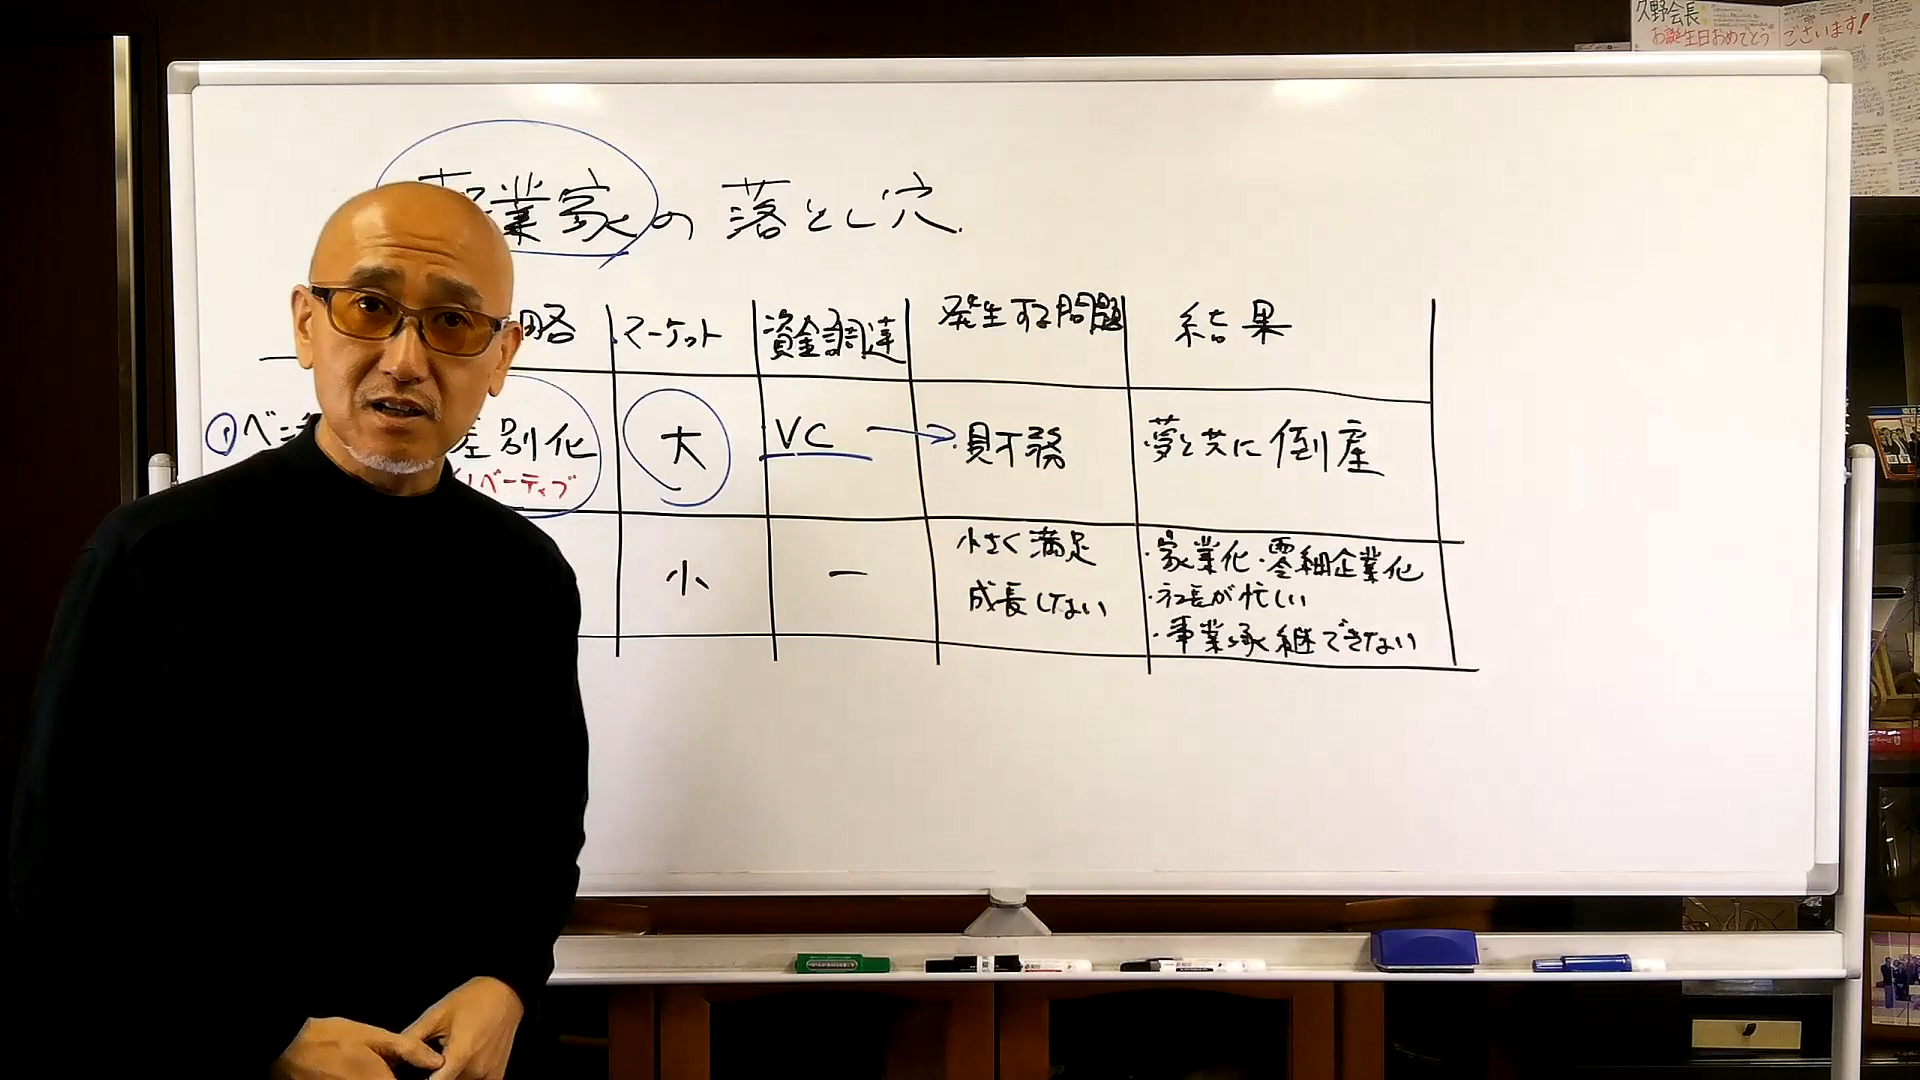 久野会長
お誕生日おめでとうございます!
業家の落とし穴.
略 マーケット 資金調達 発生する問題 結果
① ベ 差別化 大 VC ・財務 夢と共に倒産
イノベーティブ
小 ー 小さく満足 ・家業化・零細企業化
成長しない ・社長が忙しい
・事業承継できない